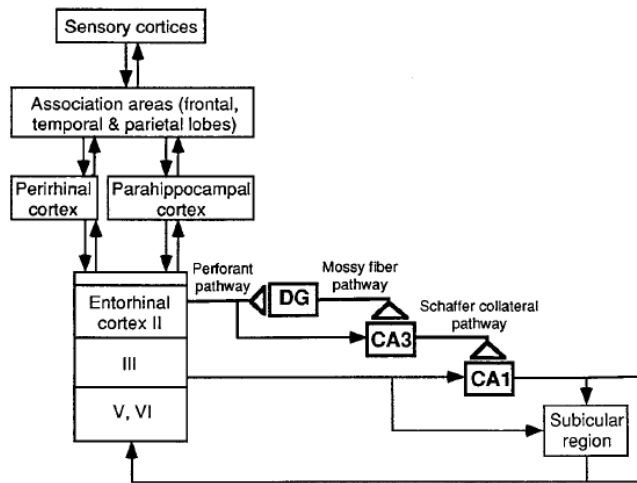 Sensory cortices
Association areas (frontal,
temporal & parietal lobes)
Perirhinal
cortex
Parahippocampal
cortex
Perforant
pathway
Mossy fiber
pathway
Schaffer collateral
pathway
Entorhinal
cortex II
DG
CA3
III
CA1
V, VI
Subicular
region